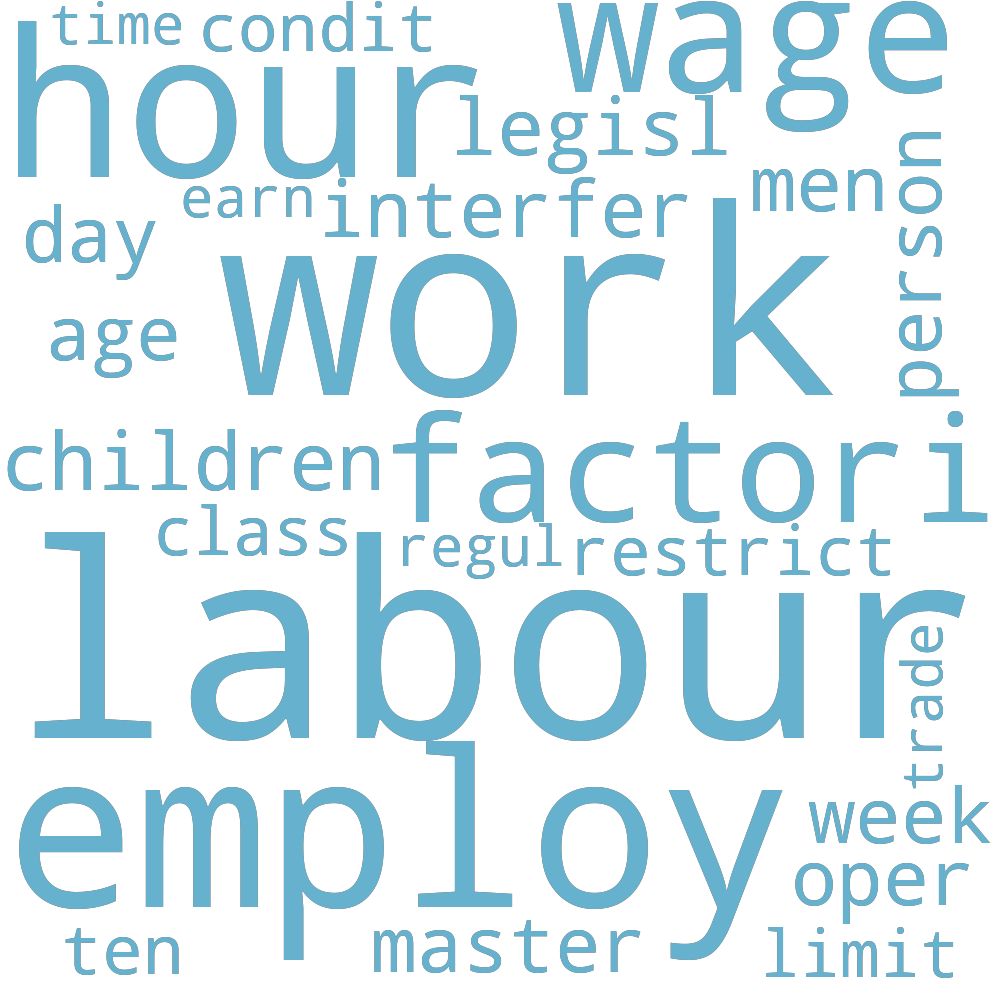 time condit wage
hour
legisl
earn interfer men
person
day
work
age
children factori
class regul restrict
labour
trade
employ
week
oper
ten master limit